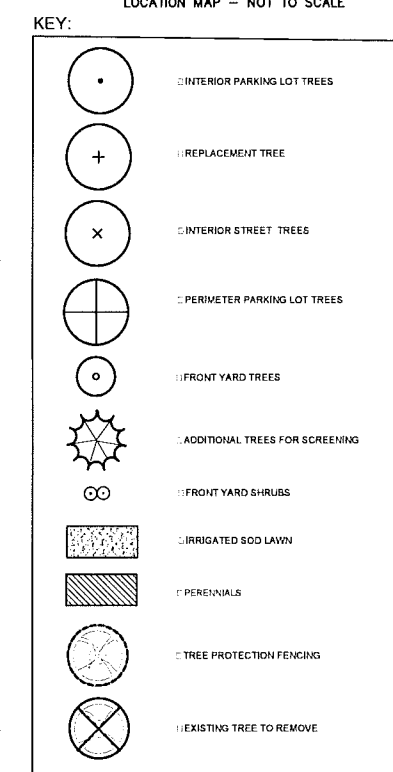 LOCATION MAP – NOT TO SCALE
KEY:
INTERIOR PARKING LOT TREES
REPLACEMENT TREE
INTERIOR STREET TREES
PERIMETER PARKING LOT TREES
FRONT YARD TREES
ADDITIONAL TREES FOR SCREENING
FRONT YARD SHRUBS
IRRIGATED SOD LAWN
PERENNIALS
TREE PROTECTION FENCING
EXISTING TREE TO REMOVE